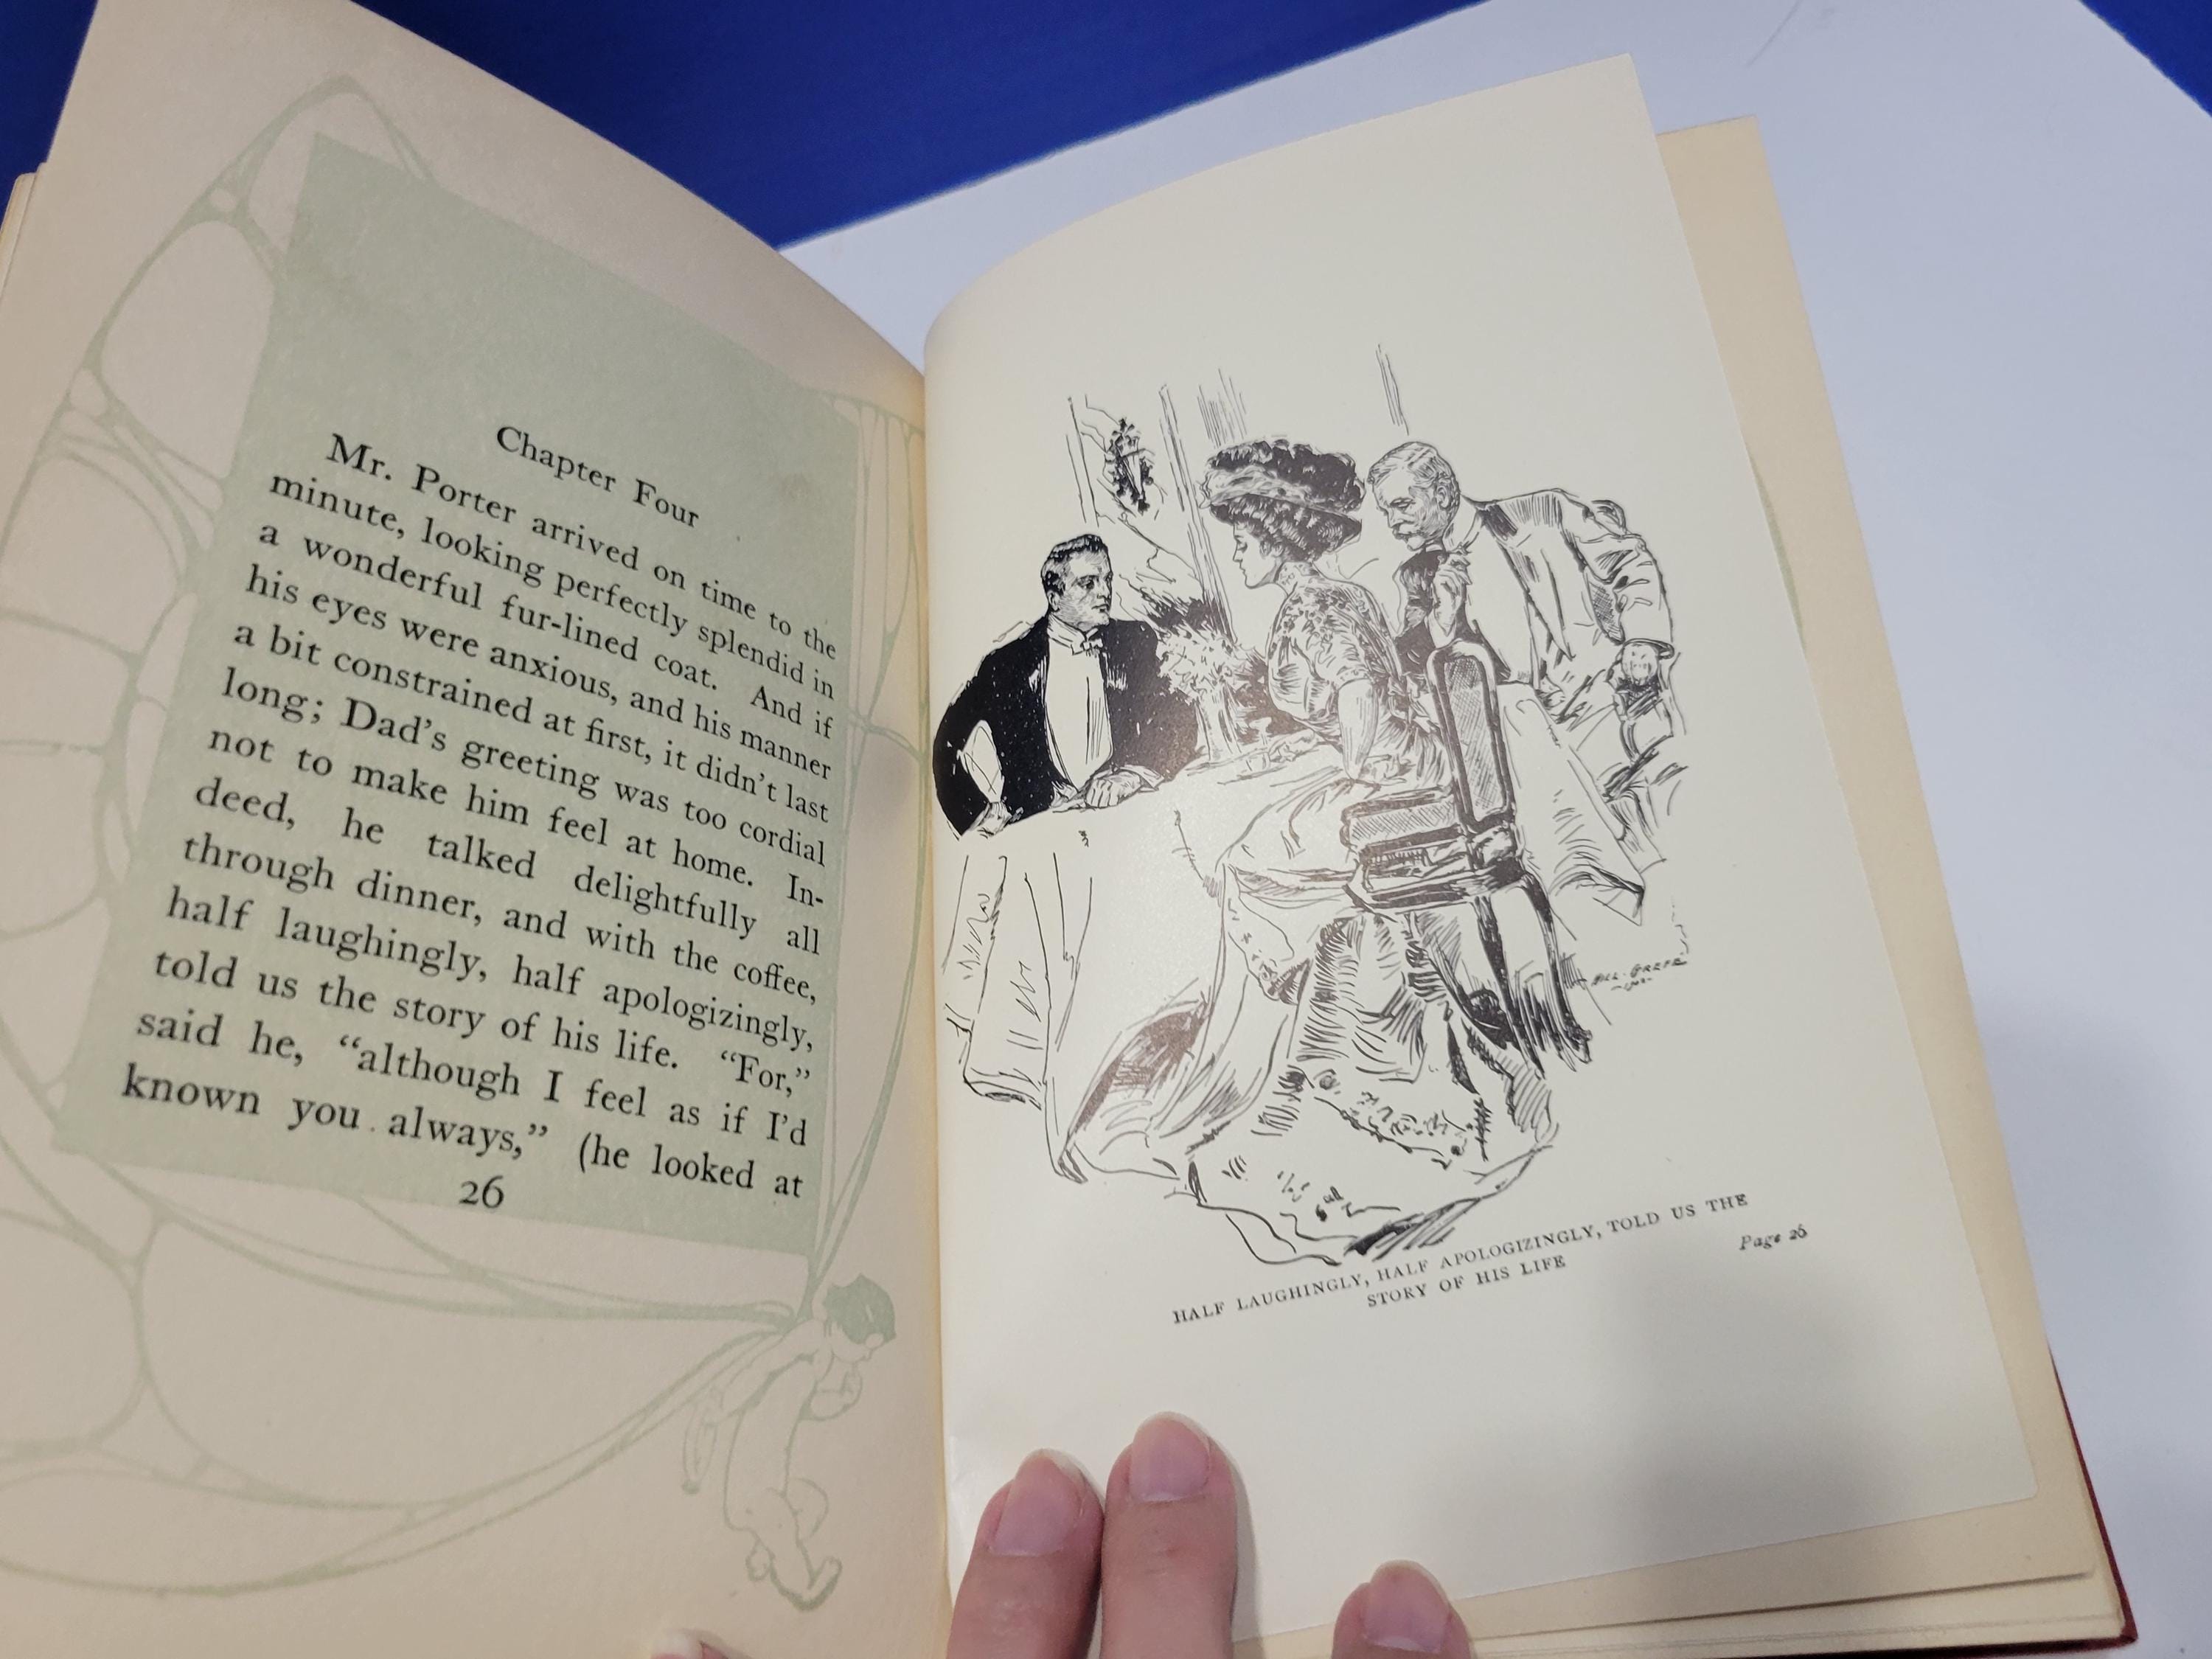 Chapter Four
Mr. Porter arrived on time to the
minute, looking perfectly splendid in
a wonderful fur-lined coat. And if
his eyes were anxious, and his manner
a bit constrained at first, it didn't last
long; Dad's greeting was too cordial
not to make him feel at home. In-
deed, he talked delightfully all
through dinner, and with the coffee,
half laughingly, half apologizingly,
told us the story of his life. “For,”
said he, “although I feel as if I'd
known you always,” (he looked at
26
HALF LAUGHINGLY, HALF APOLOGIZINGLY, TOLD US THE
STORY OF HIS LIFE
Page 26